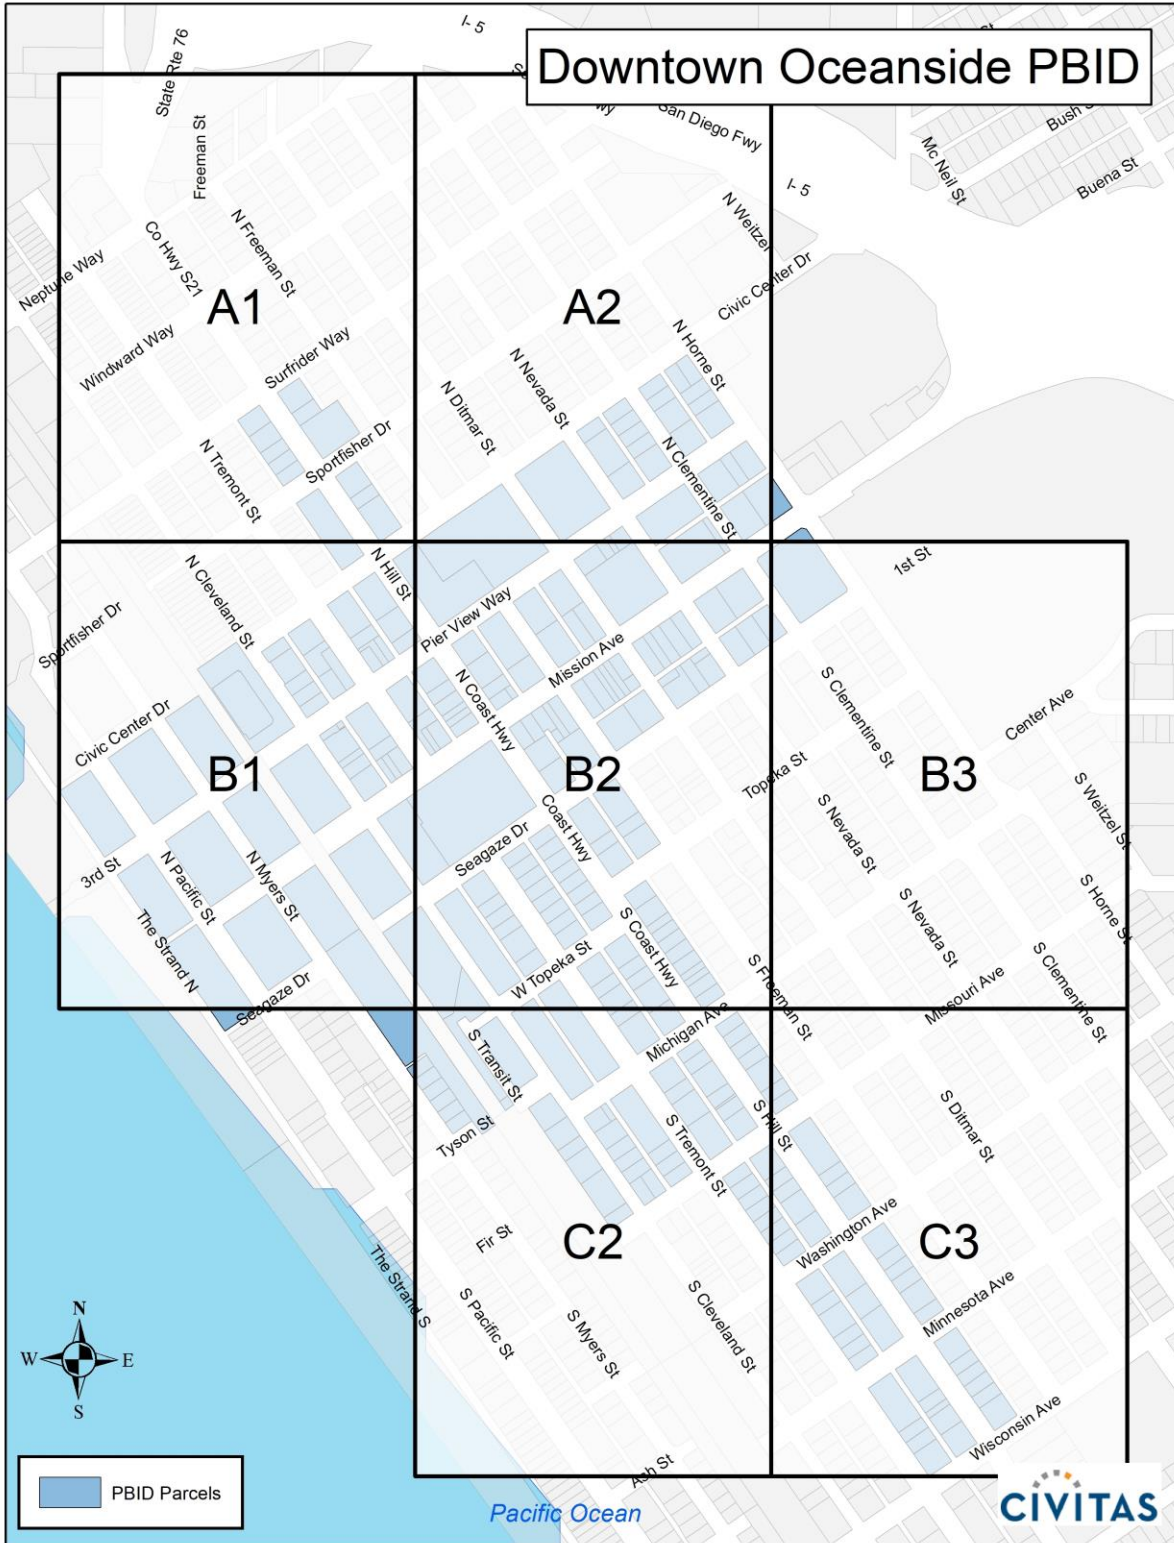 I- 5
State Rte 76
Downtown Oceanside PBID
San Diego Fwy
Bush
Mc Neil St
Buena St
I- 5
Freeman St
N Freeman St
Co Hwy S21
Neptune Way
N Weitzel
Civic Center Dr
A1
A2
Windward Way
Surfrider Way
N Horne St
N Nevada St
N Ditmar St
Sportfisher Dr
N Tremont St
N Clementine St
1st St
N Hill St
N Cleveland St
Sportfisher Dr
Pier View Way
Mission Ave
N Coast Hwy
S Clementine St
Center Ave
Civic Center Dr
B1
B2
B3
Topeka St
Coast Hwy
S Nevada St
S Weitzel St
Seagaze Dr
3rd St
N Pacific St
N Myers St
The Strand N
S Coast Hwy
S Nevada St
S Horne St
W Topeka St
S Freeman St
S Clementine St
Missouri Ave
Seagaze Dr
Michigan Ave
S Transit St
Tyson St
S Hill St
S Tremont St
S Ditmar St
Fir St
C2
C3
Washington Ave
The Strand S
S Pacific St
S Myers St
S Cleveland St
Minnesota Ave
Wisconsin Ave
Ash St
N
W
E
S
PBID Parcels
Pacific Ocean
CIVITAS